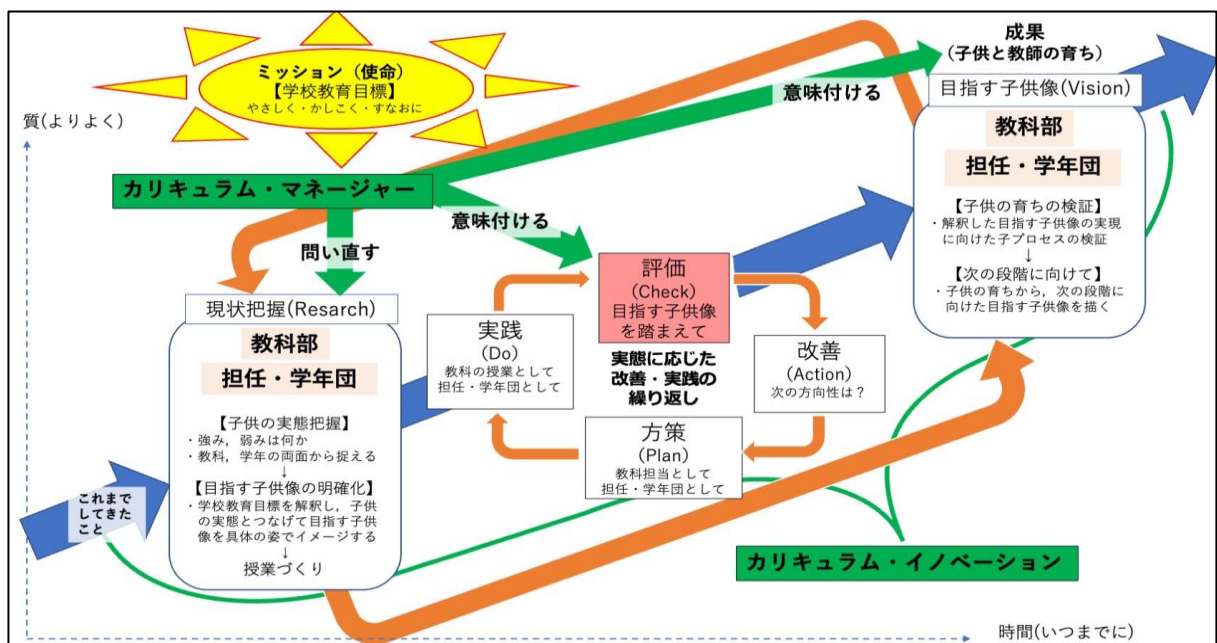 ミッション（使命）
【学校教育目標】
やさしく・かしこく・すなおに
成果
（子供と教師の育ち）
質(よりよく)
意味付ける
目指す子供像(Vision)
教科部
担任・学年団
【子供の育ちの検証】
・解釈した目指す子供像の実現
に向けた子プロセスの検証
↓
【次の段階に向けて】
・子供の育ちから，次の段階に
向けた目指す子供像を描く
カリキュラム・マネージャー
意味付ける
問い直す
現状把握(Resarch)
教科部
担任・学年団
【子供の実態把握】
・強み，弱みは何か
・教科，学年の両面から捉える
↓
【目指す子供像の明確化】
・学校教育目標を解釈し，子供
の実態とつなげて目指す子供
像を具体の姿でイメージする
↓
授業づくり
これまで
してきた
こと
評価
(Check)
目指す子供像
を踏まえて
実践
(Do)
教科の授業として
担任・学年団として
実態に応じた
改善・実践の
繰り返し
改善
(Action)
次の方向性は？
方策
(Plan)
教科担当として
担任・学年団として
カリキュラム・イノベーション
時間(いつまでに)